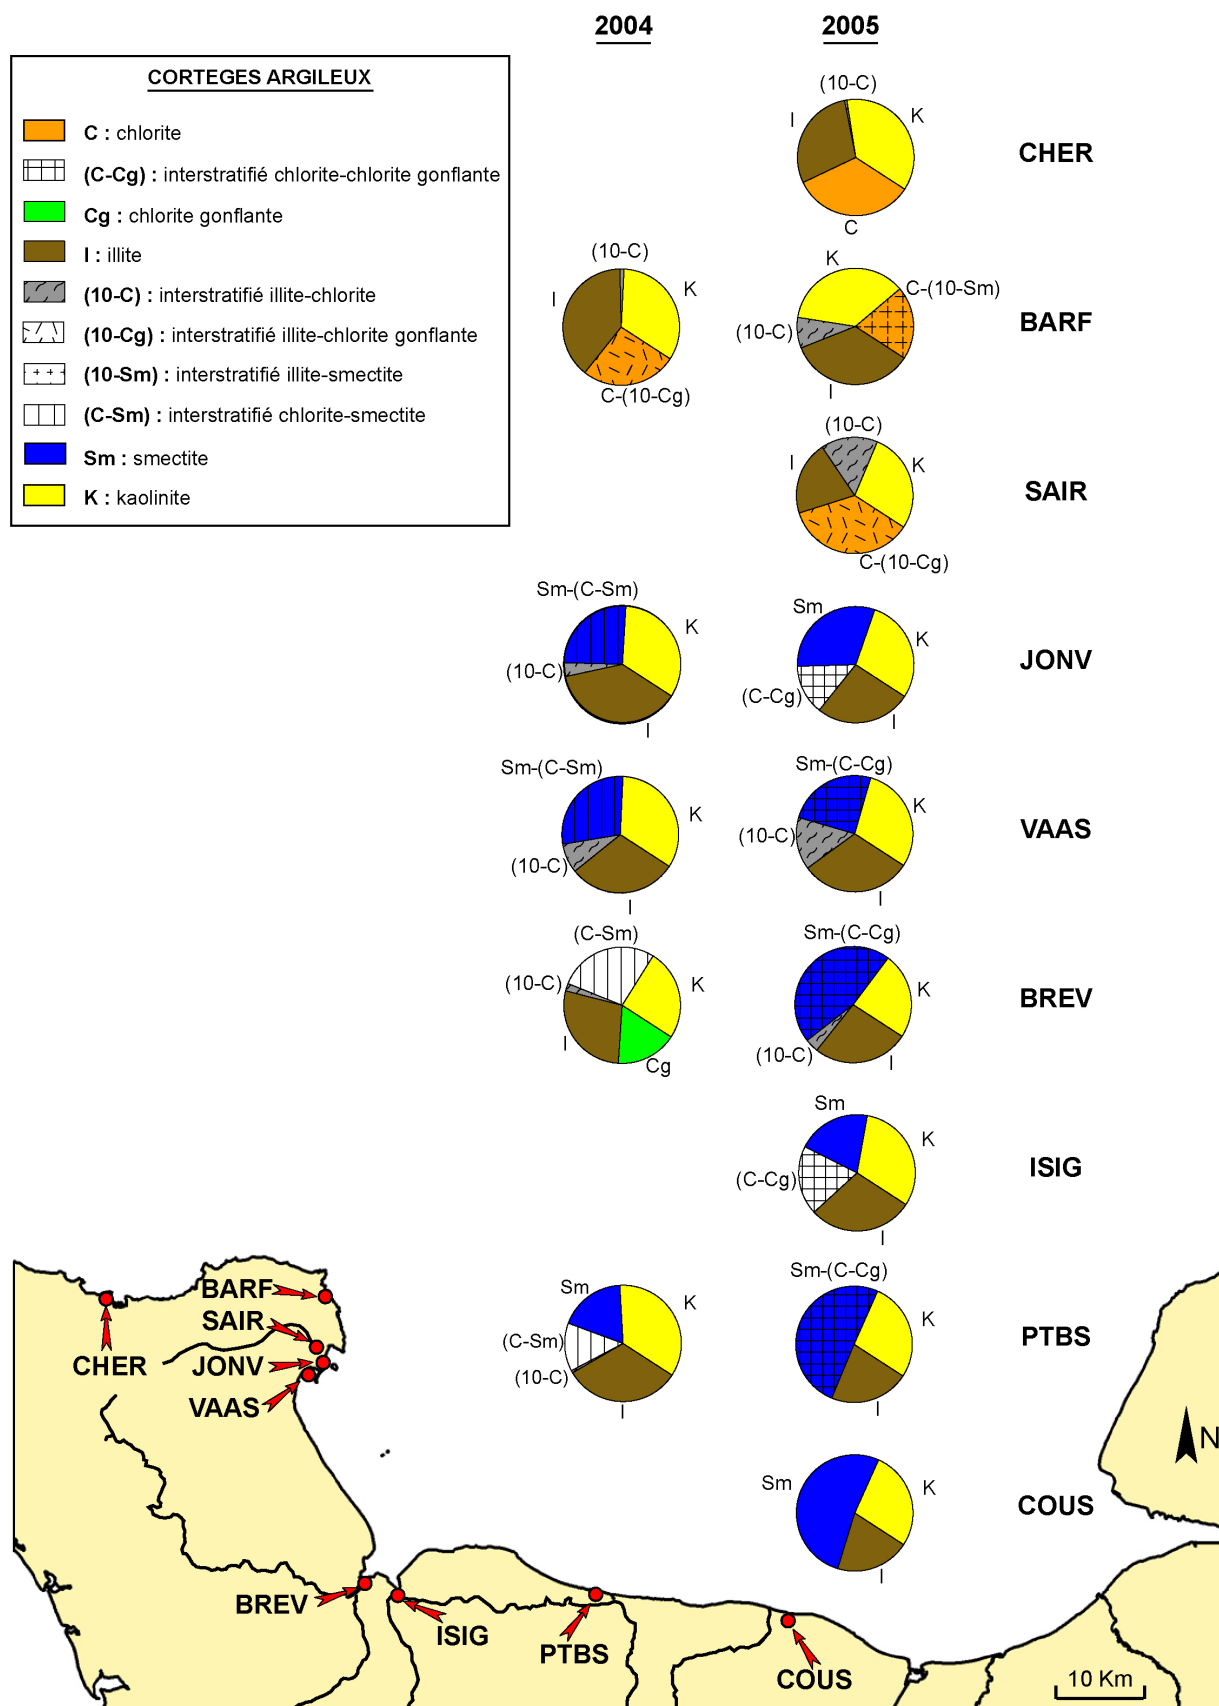 2004
2005
CORTEGES ARGILEUX
C : chlorite
(C-Cg) : interstratifié chlorite-chlorite gonflante
Cg : chlorite gonflante
I : illite
(10-C) : interstratifié illite-chlorite
(10-Cg) : interstratifié illite-chlorite gonflante
(10-Sm) : interstratifié illite-smectite
(C-Sm) : interstratifié chlorite-smectite
Sm : smectite
K : kaolinite
(10-C)
I
K
C
CHER
(10-C)
I
K
C-(10-Cg)
K
C-(10-Sm)
(10-C)
I
BARF
(10-C)
I
K
C-(10-Cg)
SAIR
Sm-(C-Sm)
K
(10-C)
I
Sm
K
(C-Cg)
I
JONV
Sm-(C-Sm)
K
(10-C)
I
Sm-(C-Cg)
K
(10-C)
I
VAAS
(C-Sm)
(10-C)
K
I
Cg
Sm-(C-Cg)
K
(10-C)
I
BREV
Sm
K
(C-Cg)
I
ISIG
Sm
K
(C-Sm)
(10-C)
I
Sm-(C-Cg)
K
I
PTBS
Sm
K
I
COUS
BARF
SAIR
CHER
JONV
VAAS
BREV
ISIG
PTBS
COUS
N
10 Km